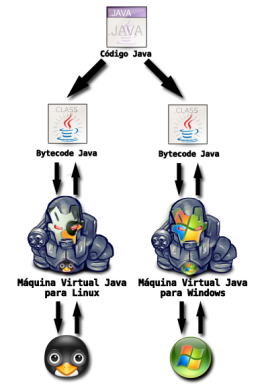 JAVA
JAVA
Código Java
CLASS
CLASS
Bytecode Java
Bytecode Java
Máquina Virtual Java
para Linux
Máquina Virtual Java
para Windows